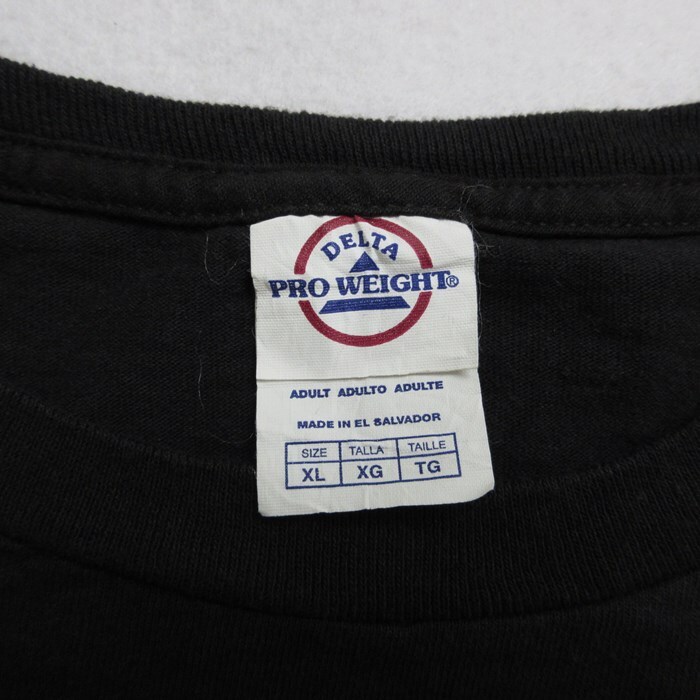 DELTA
PRO WEIGHT®
ADULT ADULTO ADULTE
MADE IN EL SALVADOR
SIZE TALLA TAILLE
XL XG TG